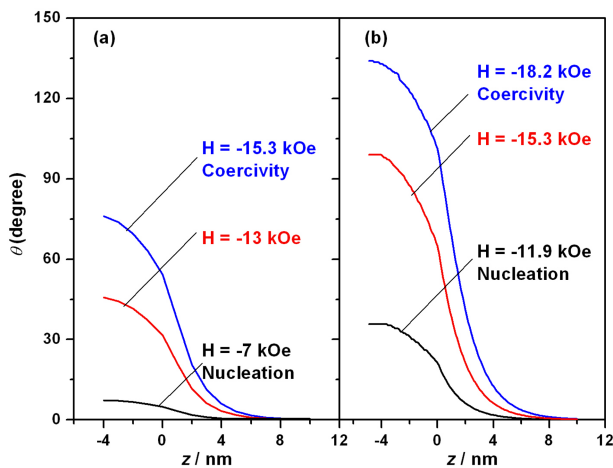 (a)
(b)
150
120
90
60
30
0
θ (degree)
H = -15.3 kOe
Coercivity
H = -13 kOe
H = -7 kOe
Nucleation
H = -18.2 kOe
Coercivity
H = -15.3 kOe
H = -11.9 kOe
Nucleation
-4 0 4 8 12 -8 -4 0 4 8 12
z / nm z / nm